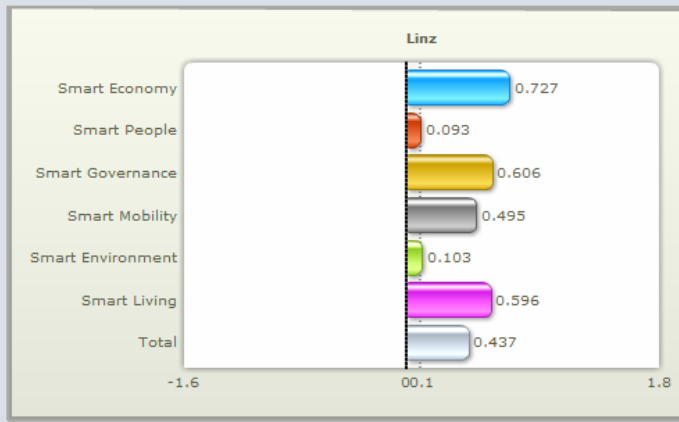 Linz
Smart Economy 0.727
Smart People 0.093
Smart Governance 0.606
Smart Mobility 0.495
Smart Environment 0.103
Smart Living 0.596
Total 0.437
-1.6 00.1 1.8